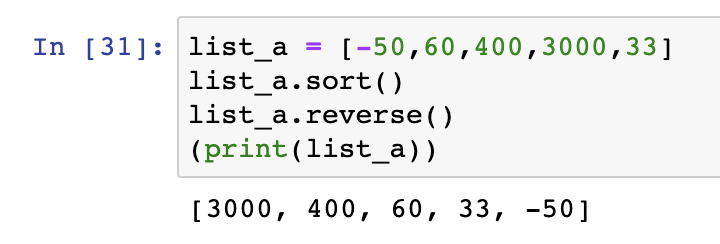 In [31]: list_a = [-50,60,400,3000,33]
list_a.sort()
list_a.reverse()
(print(list_a))
[3000, 400, 60, 33, -50]